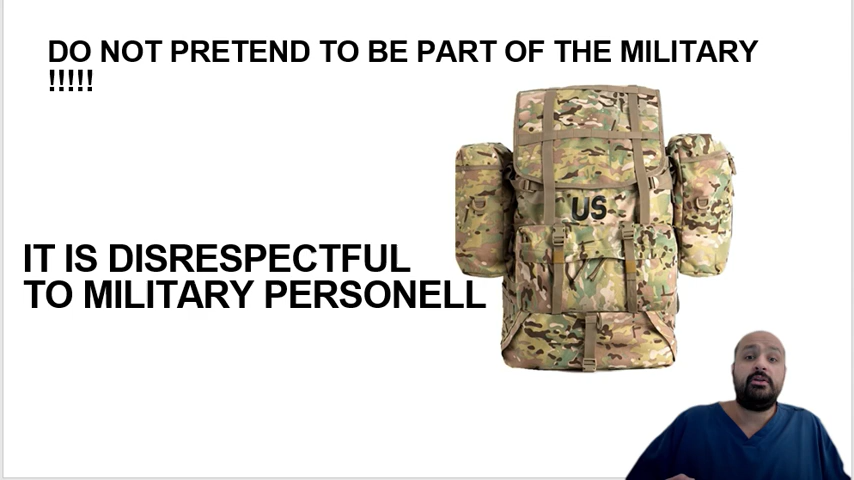 DO NOT PRETEND TO BE PART OF THE MILITARY
!!!!!
US
IT IS DISRESPECTFUL
TO MILITARY PERSONELL